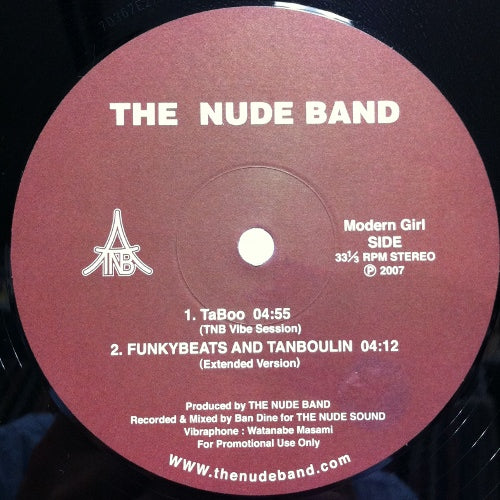 THE NUDE BAND
TNB
Modern Girl
SIDE
33⅓ RPM STEREO
Ⓟ 2007
1. TaBoo 04:55
(TNB Vibe Session)
2. FUNKYBEATS AND TANBOULIN 04:12
(Extended Version)
Produced by THE NUDE BAND
Recorded & Mixed by Ban Dine for THE NUDE SOUND
Vibraphone : Watanabe Masami
For Promotional Use Only
WWW.thenudeband.com